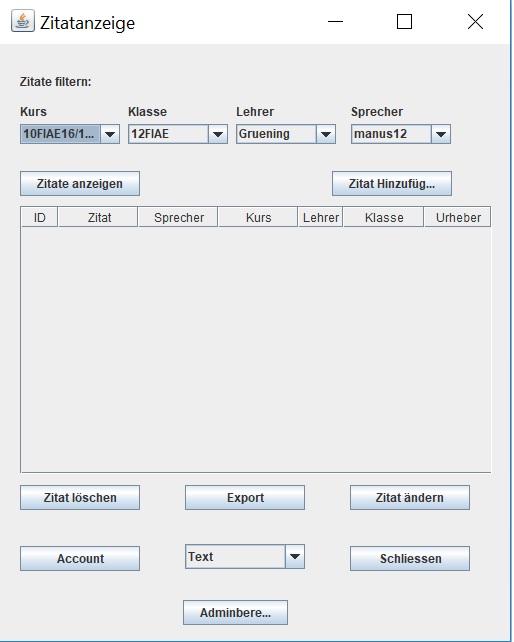 Zitatanzeige
Zitate filtern:
Kurs Klasse Lehrer Sprecher
10FIAE16/1... 12FIAE Gruening manus12
Zitate anzeigen Zitat Hinzufüg...
ID Zitat Sprecher Kurs Lehrer Klasse Urheber
Zitat löschen Export Zitat ändern
Account Text Schliessen
Adminbere...